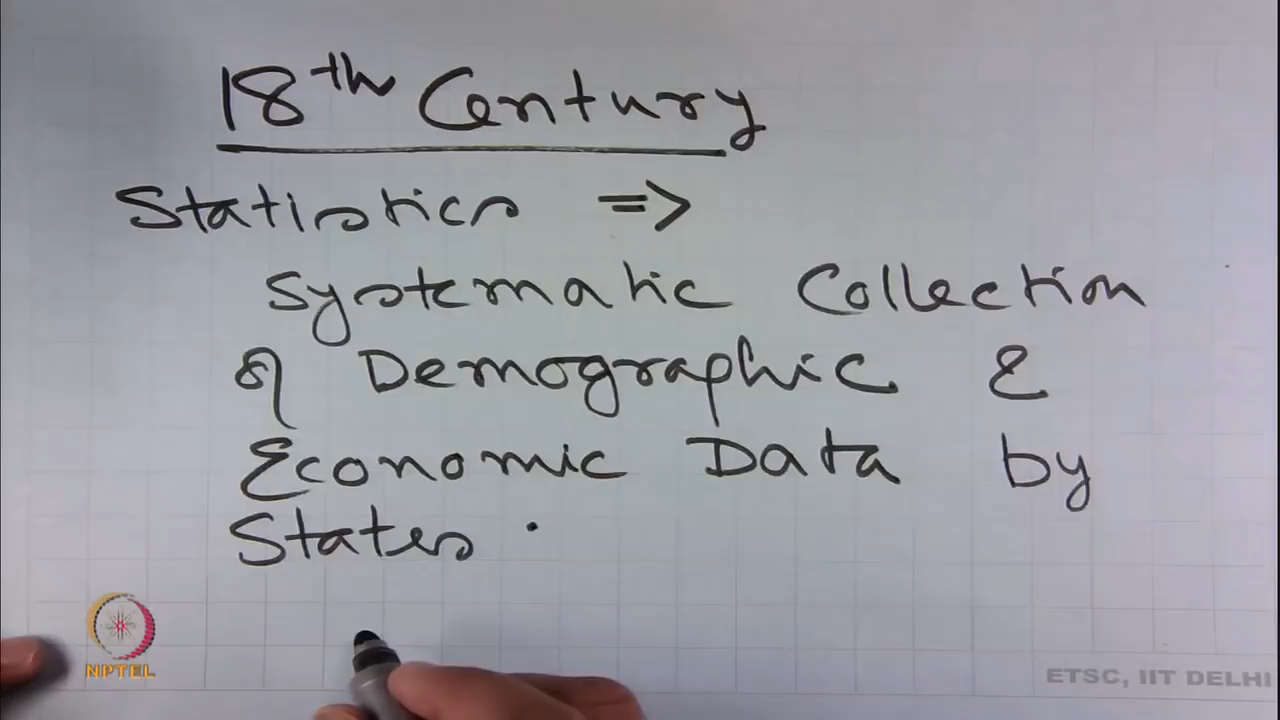 18th Century
Statistics =>
Systematic Collection
of Demographic &
Economic Data by
States.
NPTEL
ETSC, IIT DELHI